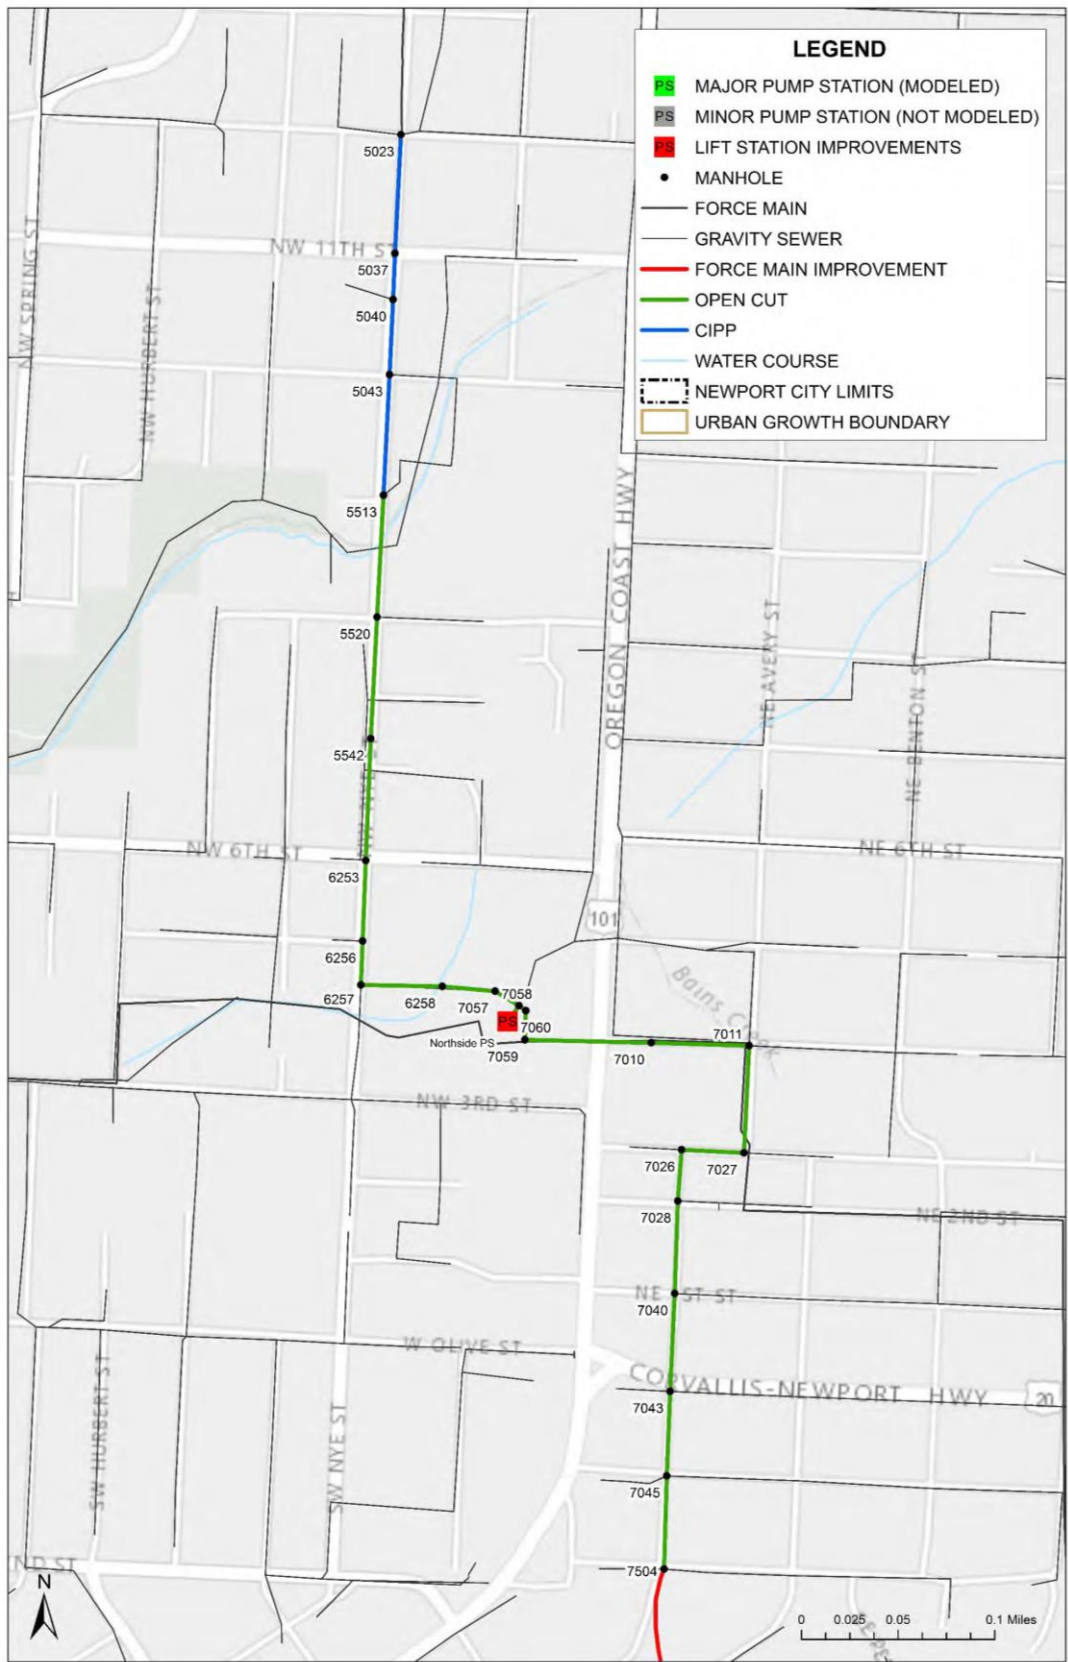 LEGEND
PS MAJOR PUMP STATION (MODELED)
PS MINOR PUMP STATION (NOT MODELED)
PS LIFT STATION IMPROVEMENTS
MANHOLE
FORCE MAIN
GRAVITY SEWER
FORCE MAIN IMPROVEMENT
OPEN CUT
CIPP
WATER COURSE
NEWPORT CITY LIMITS
URBAN GROWTH BOUNDARY
5023
NW 11TH ST
5037
5040
NW SPRING ST
NW HURBERT ST
5043
5513
OREGON COAST HWY
5520
NE AVERY ST
NE BENTON ST
5542
NW 6TH ST
NE 6TH ST
6253
101
6256
Bains Creek
6257
6258
7057
7058
PS
7060
7011
Northside PS
7059
7010
NW 3RD ST
7026
7027
7028
NE 2ND ST
NE ST ST
7040
W OLIVE ST
CORVALLIS-NEWPORT HWY
20
7043
SW HURBERT ST
SW NYE ST
7045
ND ST
7504
N
0 0.025 0.05 0.1 Miles